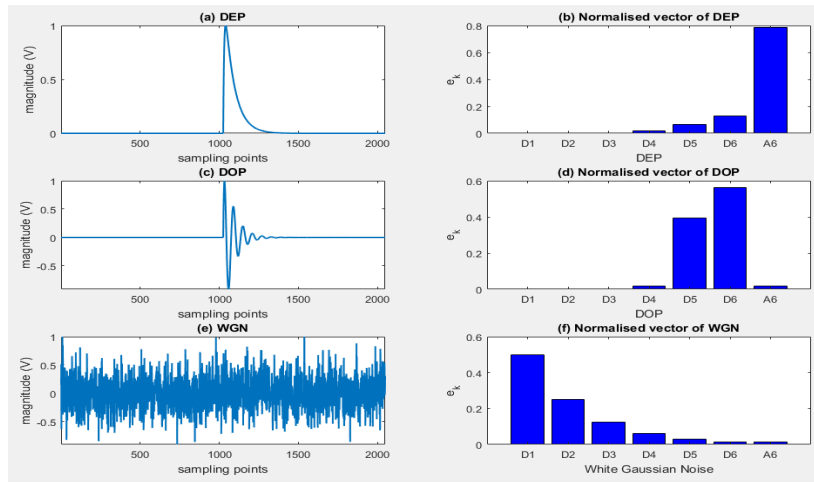 (a) DEP
magnitude (V)
1
0.5
0
500 1000 1500 2000
sampling points
(b) Normalised vector of DEP
e_k
0.8
0.6
0.4
0.2
0
D1 D2 D3 D4 D5 D6 A6
DEP
(c) DOP
magnitude (V)
1
0.5
0
-0.5
500 1000 1500 2000
sampling points
(d) Normalised vector of DOP
e_k
0.6
0.4
0.2
0
D1 D2 D3 D4 D5 D6 A6
DOP
(e) WGN
magnitude (V)
1
0.5
0
-0.5
500 1000 1500 2000
sampling points
(f) Normalised vector of WGN
e_k
0.6
0.4
0.2
0
D1 D2 D3 D4 D5 D6 A6
White Gaussian Noise